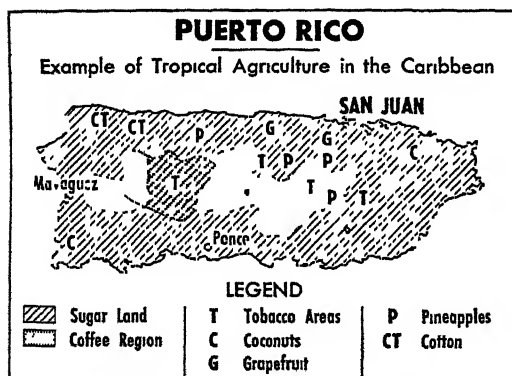 PUERTO RICO
Example of Tropical Agriculture in the Caribbean
SAN JUAN
CT CT P G G C
T P P
T T P T
Mayaguez
C
Ponce
LEGEND
Sugar Land T Tobacco Areas P Pineapples
Coffee Region C Coconuts CT Cotton
G Grapefruit